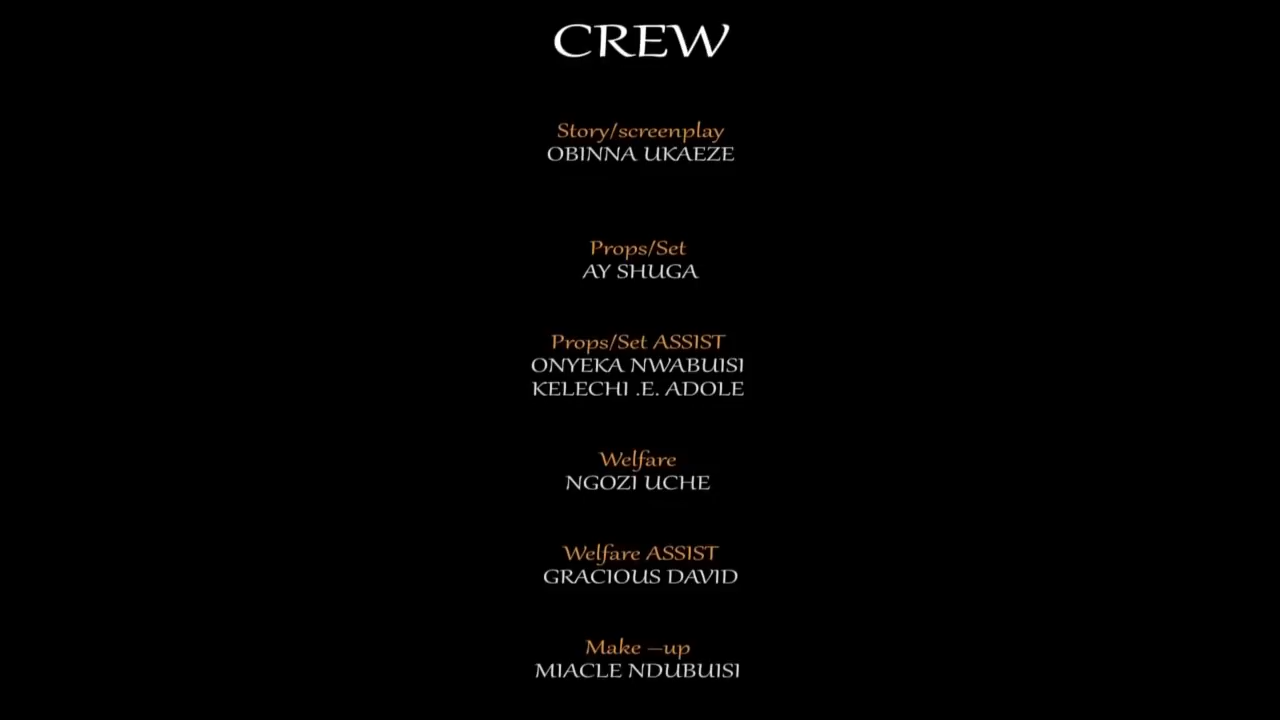 CREW
Story/screenplay
OBINNA UKAEZE
Props/Set
AY SHUGA
Props/Set ASSIST
ONYEKA NWABUISI
KELECHI .E. ADOLE
Welfare
NGOZI UCHE
Welfare ASSIST
GRACIOUS DAVID
Make –up
MIACLE NDUBUISI